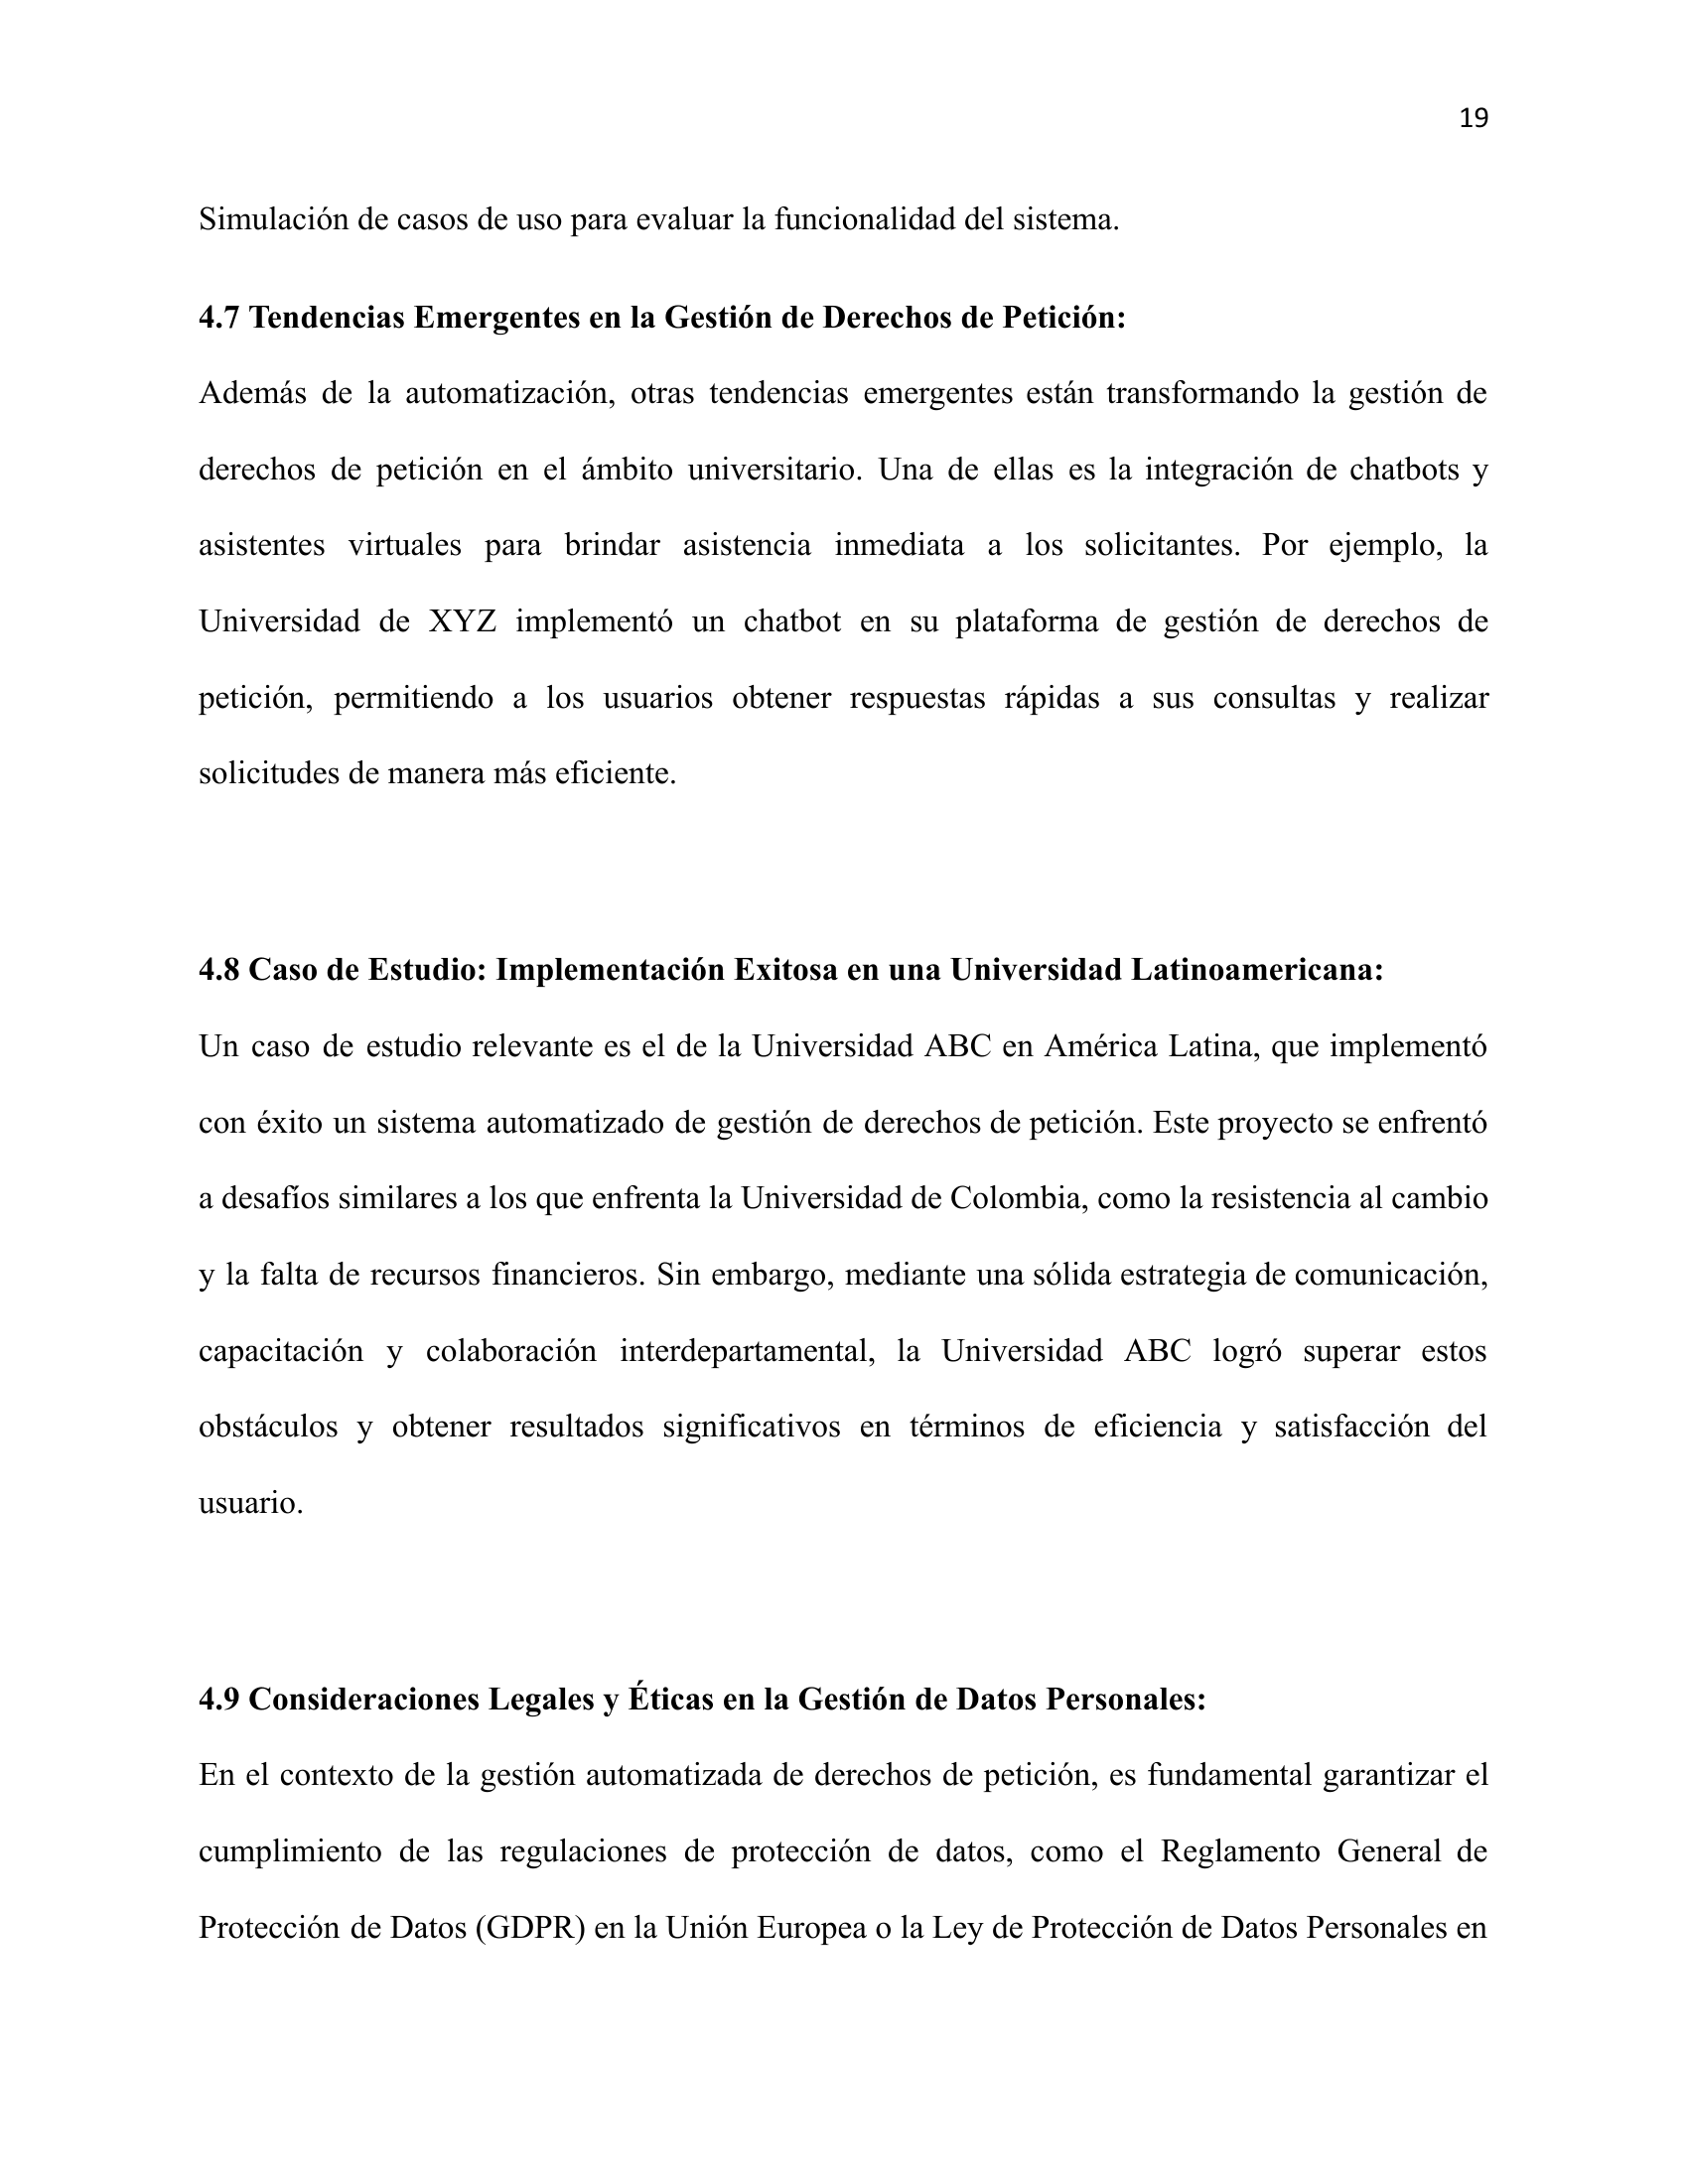 19
Simulación de casos de uso para evaluar la funcionalidad del sistema.
4.7 Tendencias Emergentes en la Gestión de Derechos de Petición:
Además de la automatización, otras tendencias emergentes están transformando la gestión de
derechos de petición en el ámbito universitario. Una de ellas es la integración de chatbots y
asistentes virtuales para brindar asistencia inmediata a los solicitantes. Por ejemplo, la
Universidad de XYZ implementó un chatbot en su plataforma de gestión de derechos de
petición, permitiendo a los usuarios obtener respuestas rápidas a sus consultas y realizar
solicitudes de manera más eficiente.
4.8 Caso de Estudio: Implementación Exitosa en una Universidad Latinoamericana:
Un caso de estudio relevante es el de la Universidad ABC en América Latina, que implementó
con éxito un sistema automatizado de gestión de derechos de petición. Este proyecto se enfrentó
a desafíos similares a los que enfrenta la Universidad de Colombia, como la resistencia al cambio
y la falta de recursos financieros. Sin embargo, mediante una sólida estrategia de comunicación,
capacitación y colaboración interdepartamental, la Universidad ABC logró superar estos
obstáculos y obtener resultados significativos en términos de eficiencia y satisfacción del
usuario.
4.9 Consideraciones Legales y Éticas en la Gestión de Datos Personales:
En el contexto de la gestión automatizada de derechos de petición, es fundamental garantizar el
cumplimiento de las regulaciones de protección de datos, como el Reglamento General de
Protección de Datos (GDPR) en la Unión Europea o la Ley de Protección de Datos Personales en